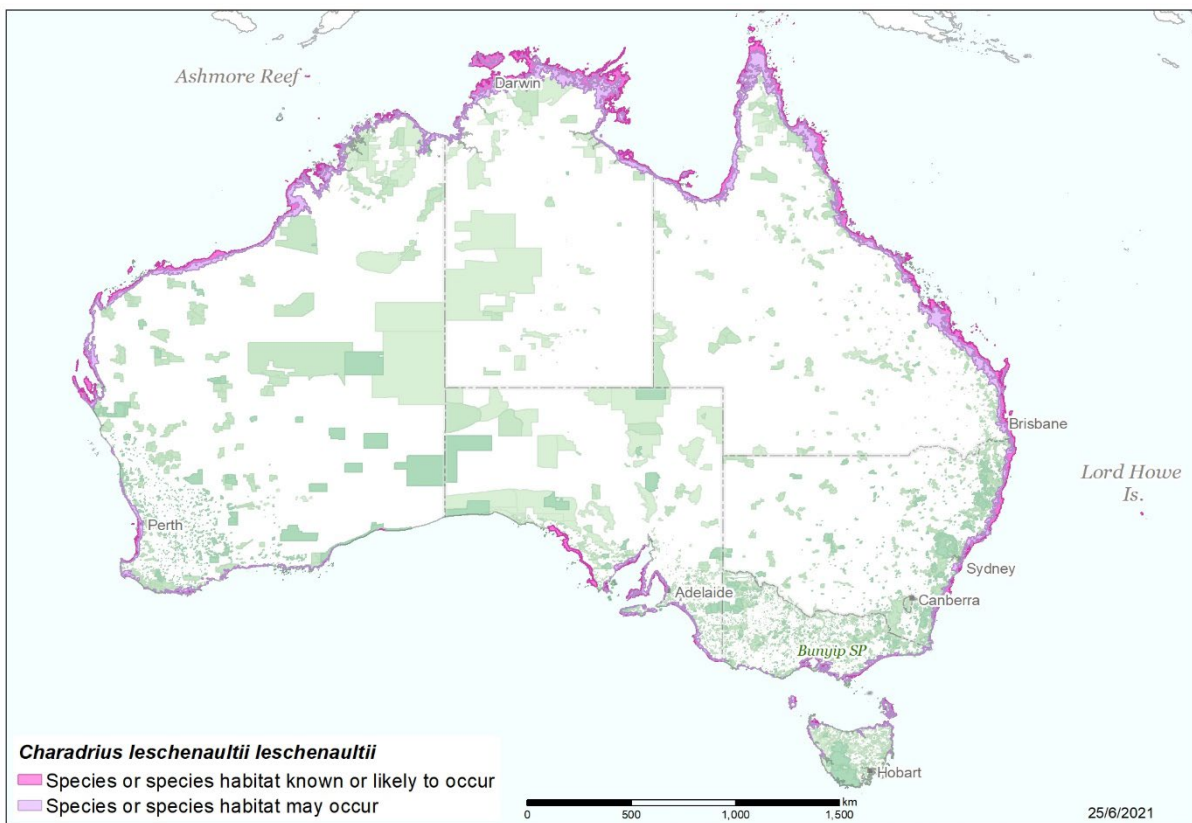 Ashmore Reef
Darwin
Brisbane
Lord Howe
Is.
Perth
Sydney
Adelaide
Canberra
Bunyip SP
Hobart
Charadrius leschenaultii leschenaultii
Species or species habitat known or likely to occur
Species or species habitat may occur
km
0 500 1,000 1,500
25/6/2021